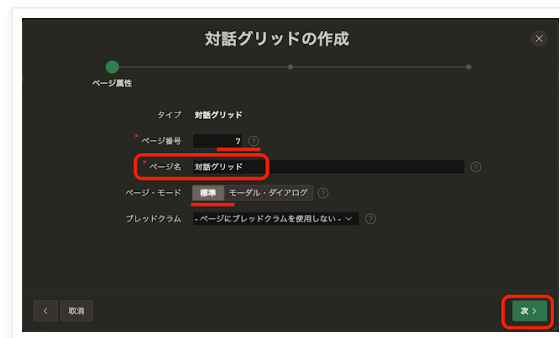 対話グリッドの作成
ページ属性
タイプ 対話グリッド
* ページ番号 7 ?
* ページ名 対話グリッド ?
ページ・モード 標準 モーダル・ダイアログ ?
ブレッドクラム - ページにブレッドクラムを使用しない - ?
取消 次